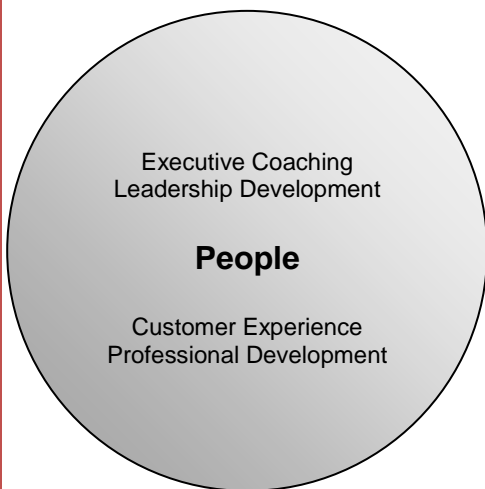 Executive Coaching
Leadership Development
People
Customer Experience
Professional Development